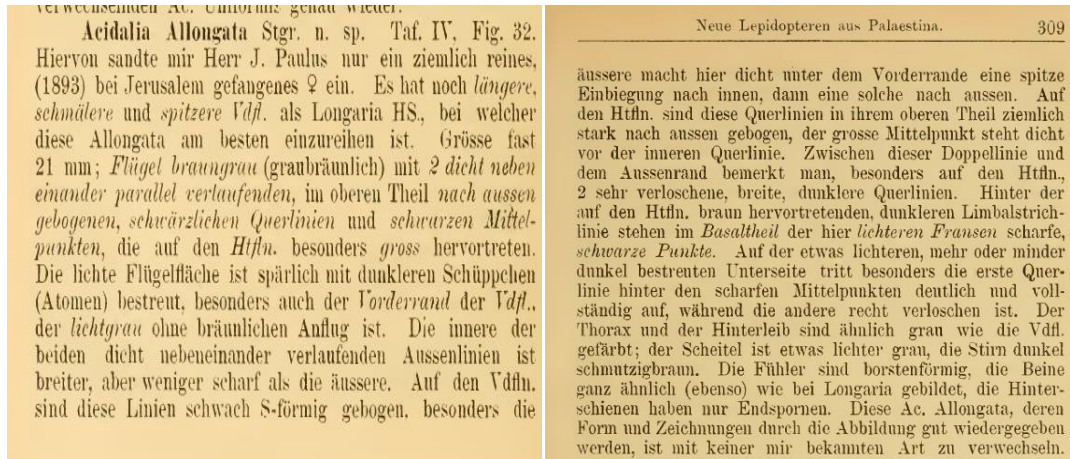 verwechselnden Ac. Uniformis genau wieder.
Acidalia Allongata Stgr. n. sp. Taf. IV, Fig. 32.
Hiervon sandte mir Herr J. Paulus nur ein ziemlich reines,
(1893) bei Jerusalem gefangenes ♀ ein. Es hat noch längere,
schmälere und spitzere Vdfl. als Longaria HS., bei welcher
diese Allongata am besten einzureihen ist. Grösse fast
21 mm; Flügel braungrau (graubräunlich) mit 2 dicht neben
einander parallel verlaufenden, im oberen Theil nach aussen
gebogenen, schwärzlichen Querlinien und schwarzen Mittel-
punkten, die auf den Htfln. besonders gross hervortreten.
Die lichte Flügelfläche ist spärlich mit dunkleren Schüppchen
(Atomen) bestreut, besonders auch der Vorderrand der Vdfl.,
der lichtgrau ohne bräunlichen Anflug ist. Die innere der
beiden dicht nebeneinander verlaufenden Aussenlinien ist
breiter, aber weniger scharf als die äussere. Auf den Vdfln.
sind diese Linien schwach S-förmig gebogen, besonders die
Neue Lepidopteren aus Palaestina. 309
äussere macht hier dicht unter dem Vorderrande eine spitze
Einbiegung nach innen, dann eine solche nach aussen. Auf
den Htfln. sind diese Querlinien in ihrem oberen Theil ziemlich
stark nach aussen gebogen, der grosse Mittelpunkt steht dicht
vor der inneren Querlinie. Zwischen dieser Doppellinie und
dem Aussenrand bemerkt man, besonders auf den Htfln.,
2 sehr verloschene, breite, dunklere Querlinien. Hinter der
auf den Htfln. braun hervortretenden, dunkleren Limbalstrich-
linie stehen im Basaltheil der hier lichteren Fransen scharfe,
schwarze Punkte. Auf der etwas lichteren, mehr oder minder
dunkel bestreuten Unterseite tritt besonders die erste Quer-
linie hinter den scharfen Mittelpunkten deutlich und voll-
ständig auf, während die andere recht verloschen ist. Der
Thorax und der Hinterleib sind ähnlich grau wie die Vdfl.
gefärbt; der Scheitel ist etwas lichter grau, die Stirn dunkel
schmutzigbraun. Die Fühler sind borstenförmig, die Beine
ganz ähnlich (ebenso) wie bei Longaria gebildet, die Hinter-
schienen haben nur Endspornen. Diese Ac. Allongata, deren
Form und Zeichnungen durch die Abbildung gut wiedergegeben
werden, ist mit keiner mir bekannten Art zu verwechseln.